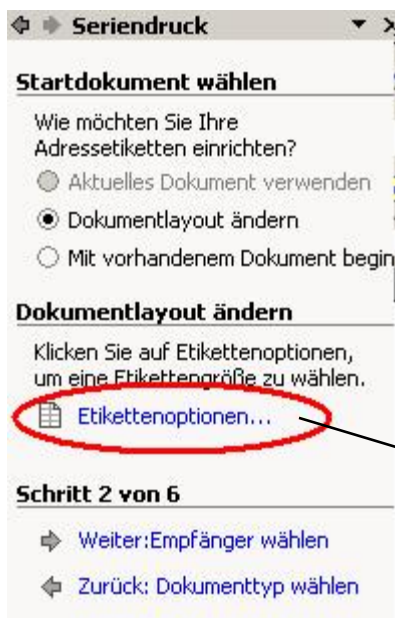 Seriendruck
Startdokument wählen
Wie möchten Sie Ihre
Adressetiketten einrichten?
Aktuelles Dokument verwenden
Dokumentlayout ändern
Mit vorhandenem Dokument begin
Dokumentlayout ändern
Klicken Sie auf Etikettenoptionen,
um eine Etikettengröße zu wählen.
Etikettenoptionen...
Schritt 2 von 6
Weiter:Empfänger wählen
Zurück: Dokumenttyp wählen